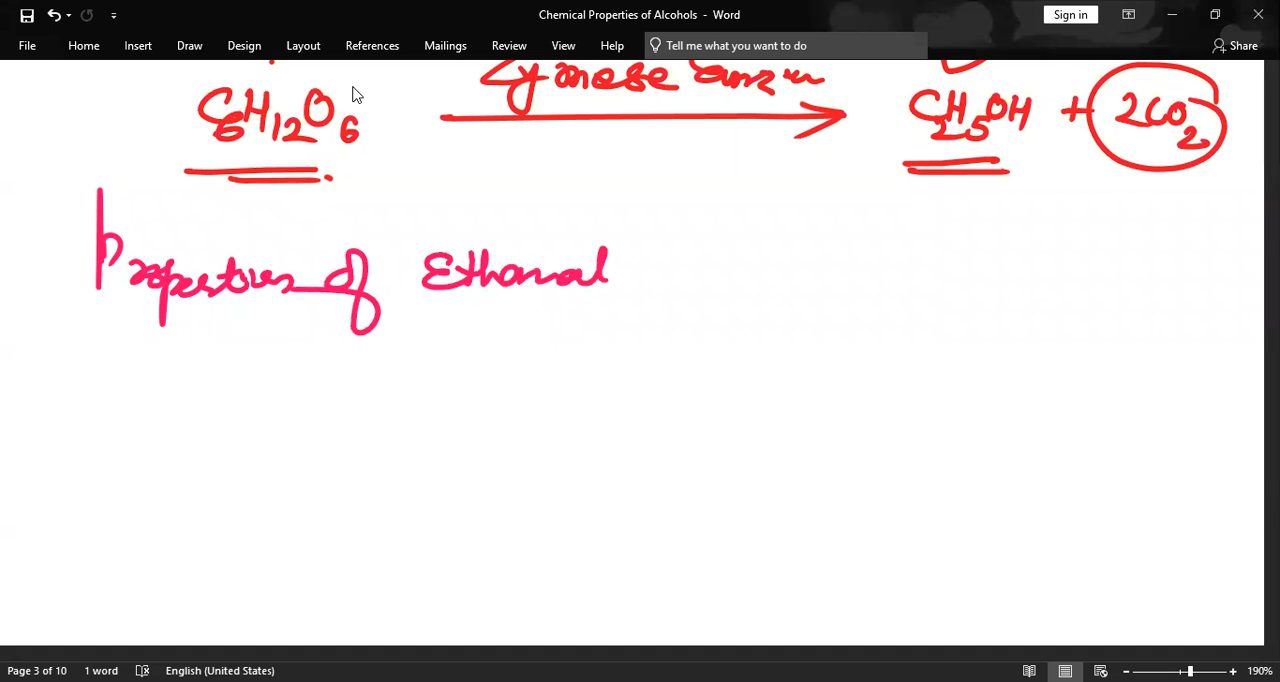 Chemical Properties of Alcohols - Word
Sign in
File Home Insert Draw Design Layout References Mailings Review View Help Tell me what you want to do Share
Zymase
C6H12O6 → C2H5OH + 2CO2
Properties of Ethanol
Page 3 of 10 1 word English (United States) 190%